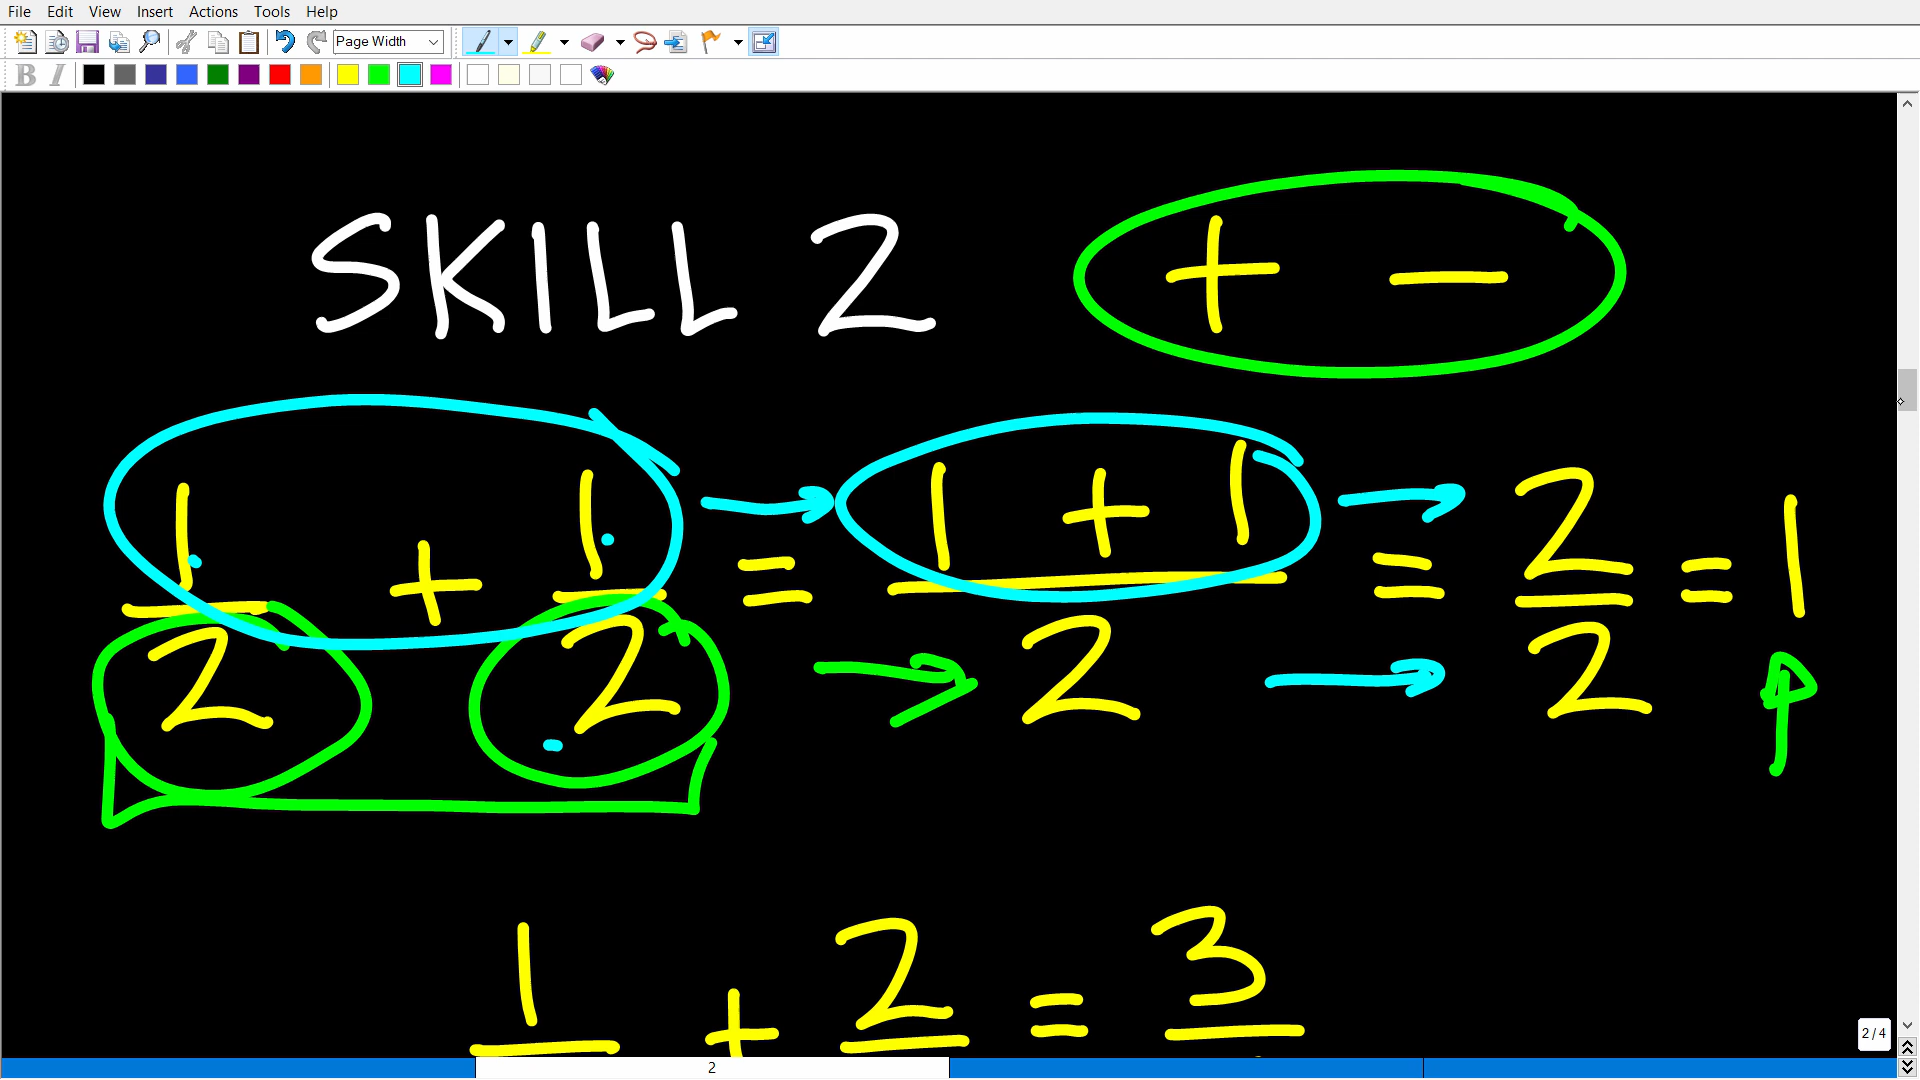 File Edit View Insert Actions Tools Help
Page Width
B I
SKILL 2 + −
1/2 + 1/2 = 1 + 1/2 = 2/2 = 1
1 + 2 = 3
2 / 4
2